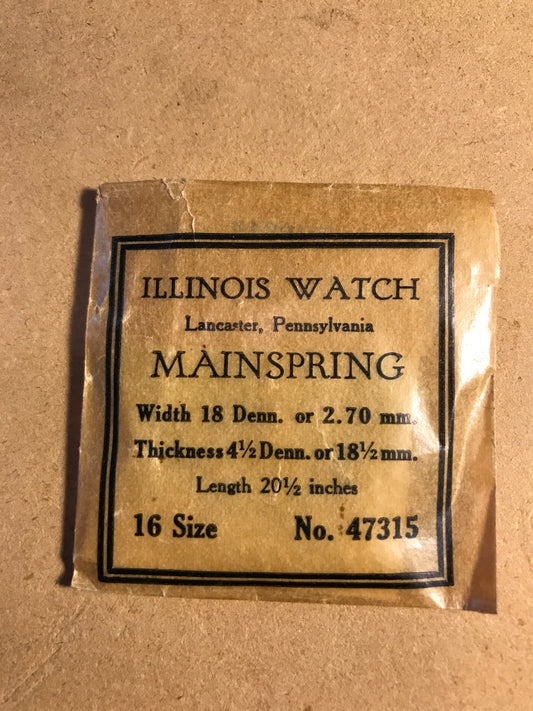 ILLINOIS WATCH
Lancaster, Pennsylvania
MAINSPRING
Width 18 Denn. or 2.70 mm.
Thickness 4½ Denn. or 18½ mm.
Length 20½ inches
16 Size No. 47315